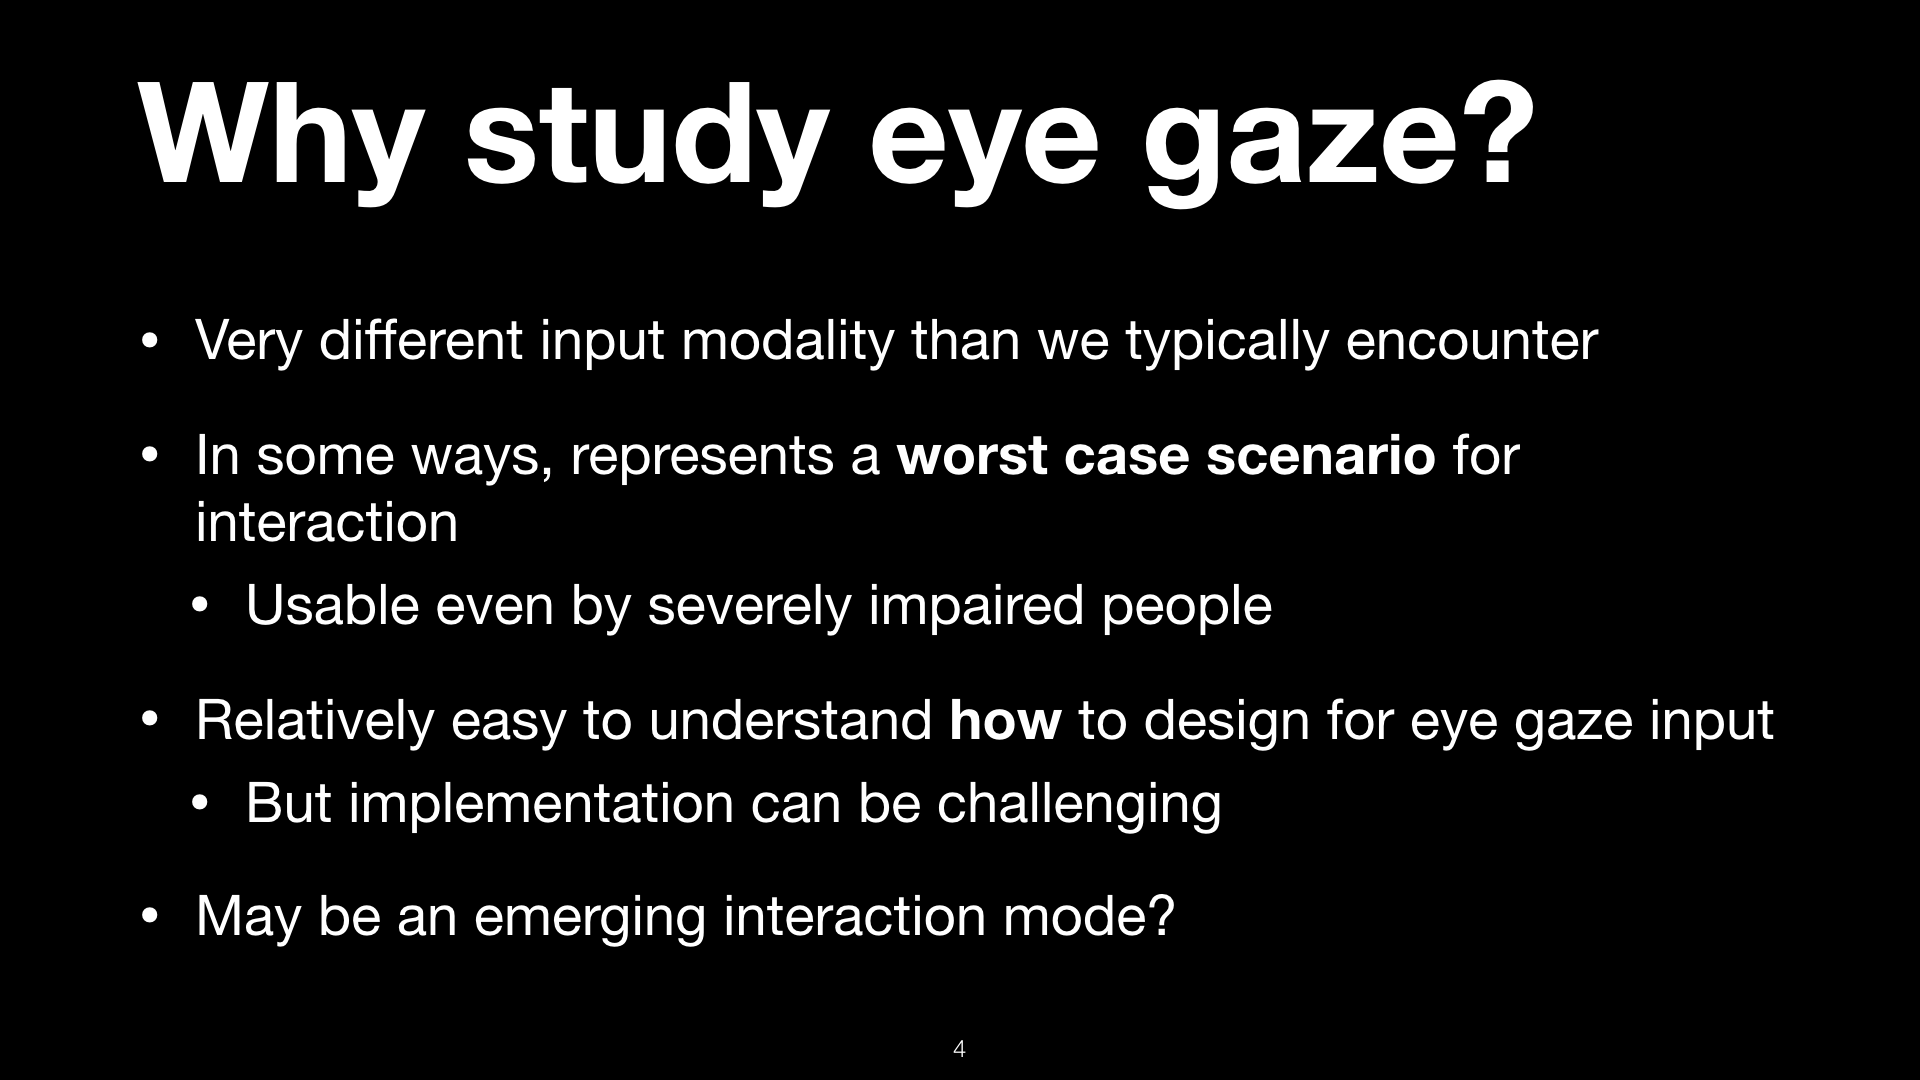 Why study eye gaze?
• Very different input modality than we typically encounter
• In some ways, represents a worst case scenario for
interaction
• Usable even by severely impaired people
• Relatively easy to understand how to design for eye gaze input
• But implementation can be challenging
• May be an emerging interaction mode?
4